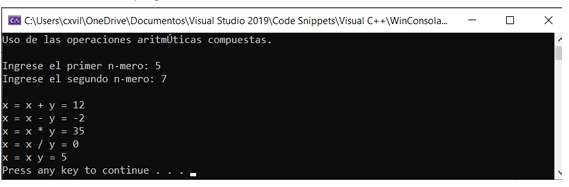 C:\Users\cxvil\OneDrive\Documentos\Visual Studio 2019\Code Snippets\Visual C++\WinConsola...
Uso de las operaciones aritmÚticas compuestas.
Ingrese el primer n·mero: 5
Ingrese el segundo n·mero: 7
x = x + y = 12
x = x - y = -2
x = x * y = 35
x = x / y = 0
x = x y = 5
Press any key to continue . . .